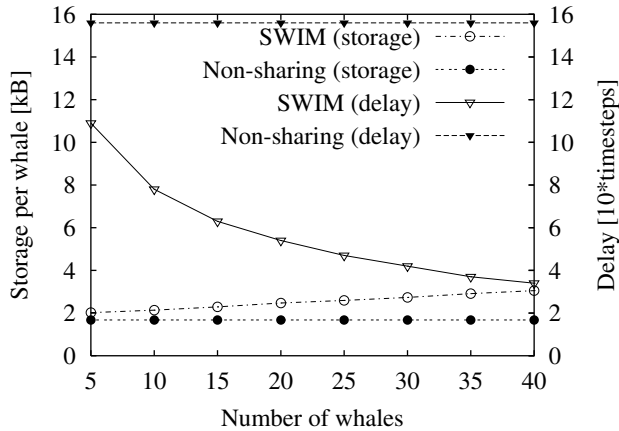 16
14
12
10
8
6
4
2
0
Storage per whale [kB]
SWIM (storage)
Non-sharing (storage)
SWIM (delay)
Non-sharing (delay)
16
14
12
10
8
6
4
2
0
Delay [10*timesteps]
5 10 15 20 25 30 35 40
Number of whales